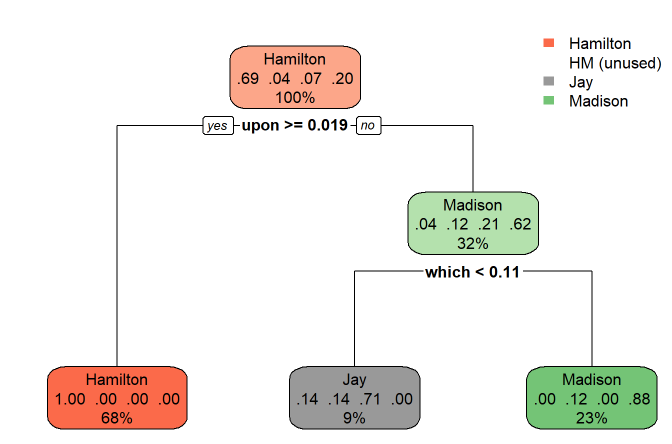 Hamilton
HM (unused)
Jay
Madison
Hamilton
.69 .04 .07 .20
100%
yes upon >= 0.019 no
Madison
.04 .12 .21 .62
32%
which < 0.11
Hamilton
1.00 .00 .00 .00
68%
Jay
.14 .14 .71 .00
9%
Madison
.00 .12 .00 .88
23%